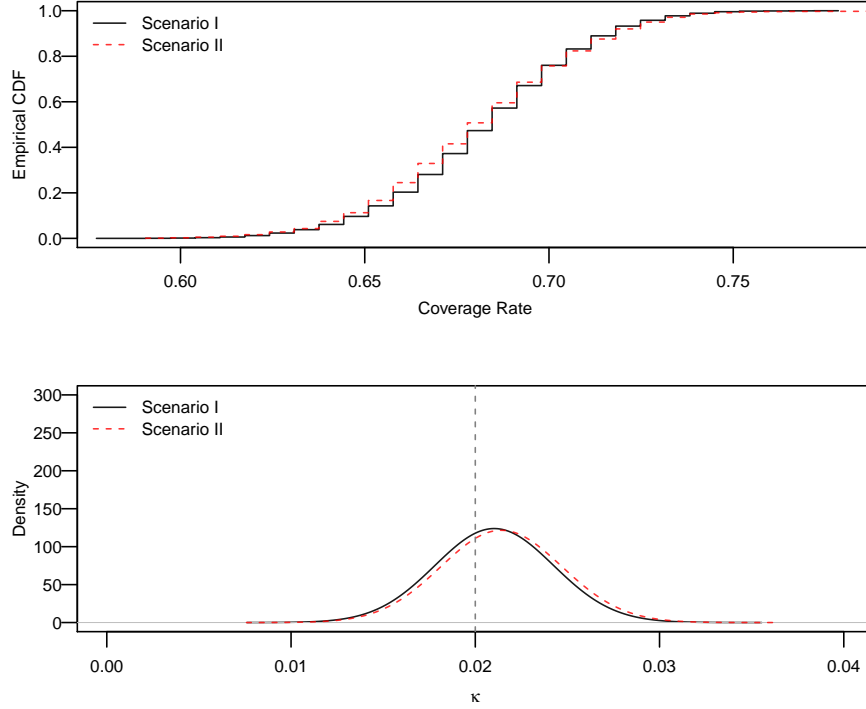 1.0
0.8
0.6
0.4
0.2
0.0
Empirical CDF
Scenario I
Scenario II
0.60 0.65 0.70 0.75
Coverage Rate
300
250
200
150
100
50
0
Density
Scenario I
Scenario II
0.00 0.01 0.02 0.03 0.04
κ